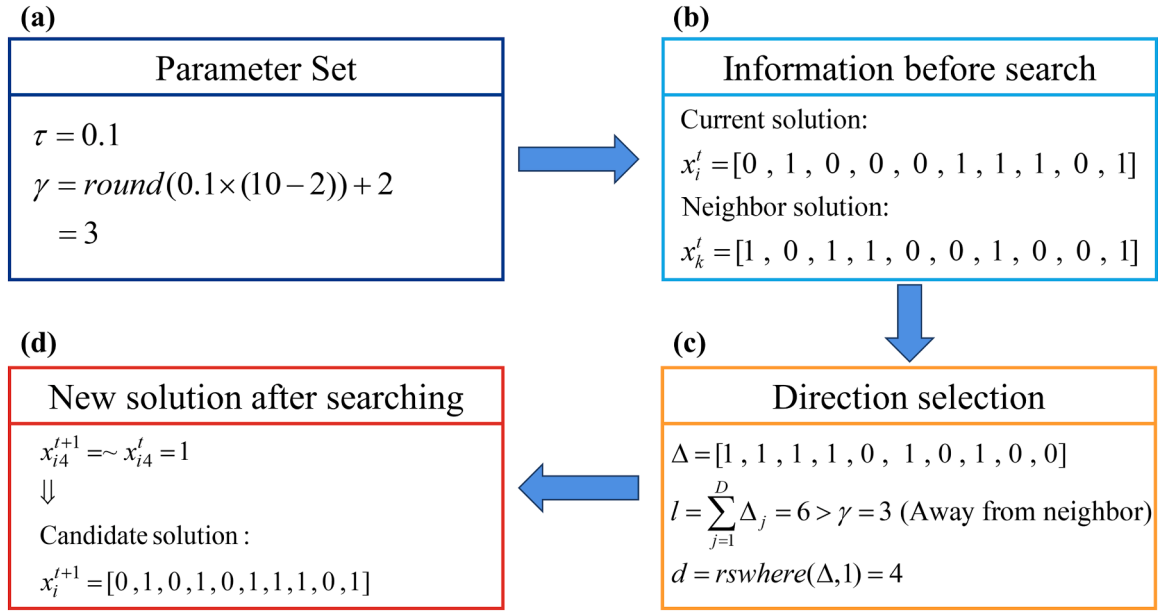 (a)
Parameter Set
τ = 0.1
γ = round(0.1×(10−2))+2
= 3
(b)
Information before search
Current solution:
x_i^t =[0 , 1 , 0 , 0 , 0 , 1 , 1 , 1 , 0 , 1]
Neighbor solution:
x_k^t =[1 , 0 , 1 , 1 , 0 , 0 , 1 , 0 , 0 , 1]
(c)
Direction selection
Δ = [1 , 1 , 1 , 1 , 0 , 1 , 0 , 1 , 0 , 0]
l = ∑_{j=1}^{D} Δ_j = 6 > γ = 3 (Away from neighbor)
d = rswhere(Δ,1) = 4
(d)
New solution after searching
x_{i4}^{t+1} =~ x_{i4}^t = 1
⇓
Candidate solution :
x_i^{t+1} = [0 , 1 , 0 , 1 , 0 , 1 , 1 , 1 , 0 , 1]